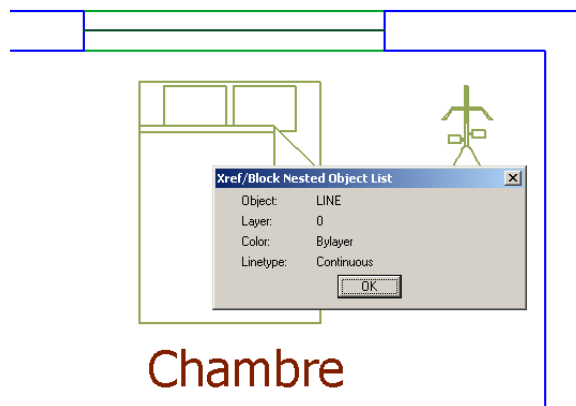 Xref/Block Nested Object List
Object: LINE
Layer: 0
Color: Bylayer
Linetype: Continuous
OK
Chambre